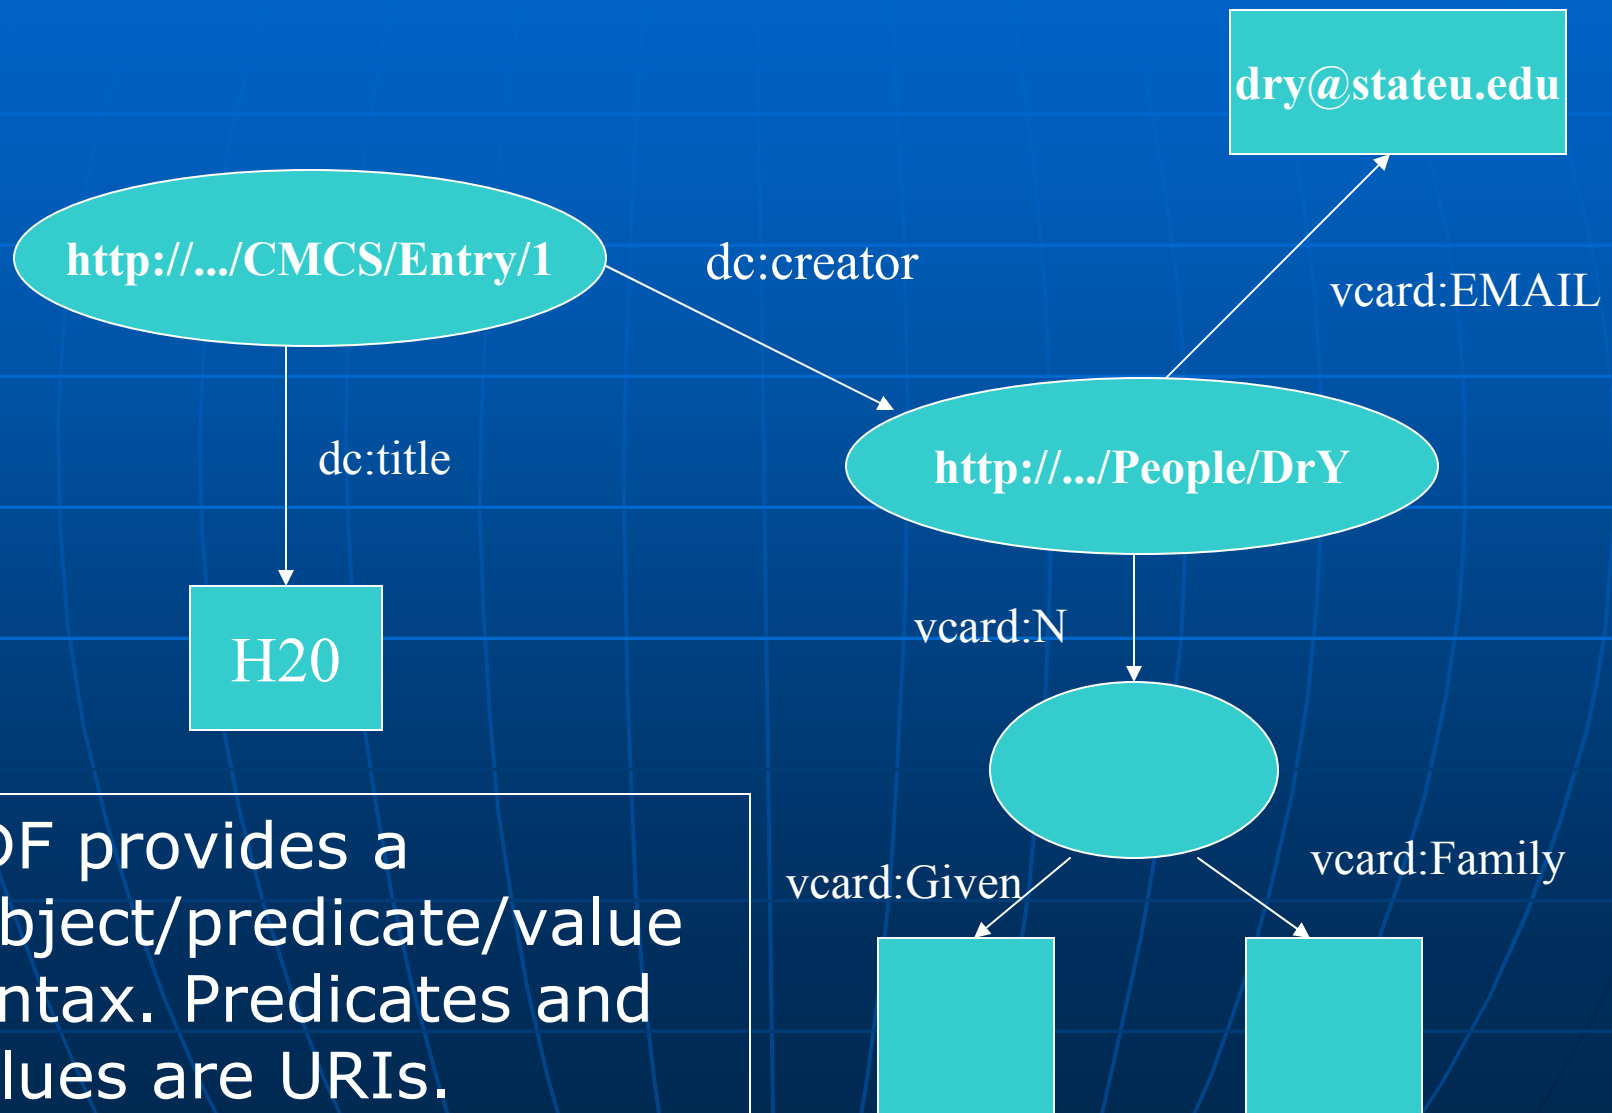 dry@stateu.edu
http://.../CMCS/Entry/1
dc:creator
vcard:EMAIL
dc:title
http://.../People/DrY
vcard:N
H20
vcard:Given
vcard:Family
DF provides a
bject/predicate/value
ntax. Predicates and
lues are URIs.